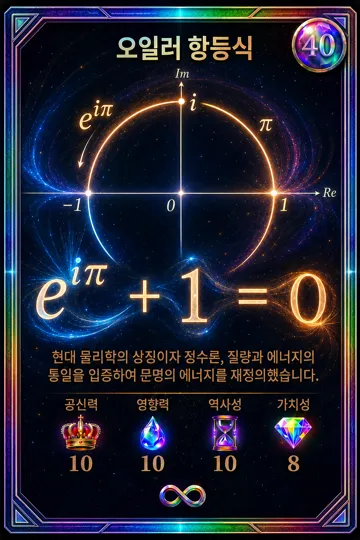 오일러 항등식
40
Im
e^{iπ}
i
π
Re
−1
0
1
e^{iπ} + 1 = 0
현대 물리학의 상징이자 정수론, 질량과 에너지의
통일을 입증하여 문명의 에너지를 재정의했습니다.
공신력 영향력 역사성 가치성
10 10 10 8
∞